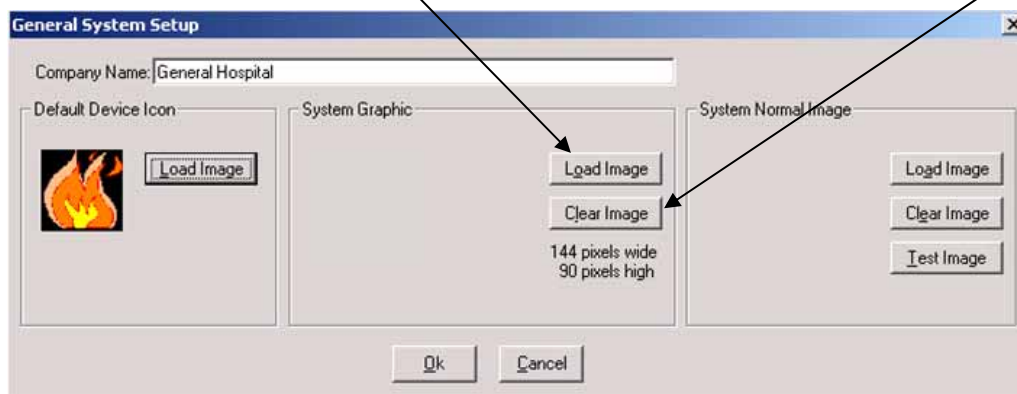 General System Setup
Company Name: General Hospital
Default Device Icon
Load Image
System Graphic
Load Image
Clear Image
144 pixels wide
90 pixels high
System Normal Image
Load Image
Clear Image
Test Image
Ok
Cancel